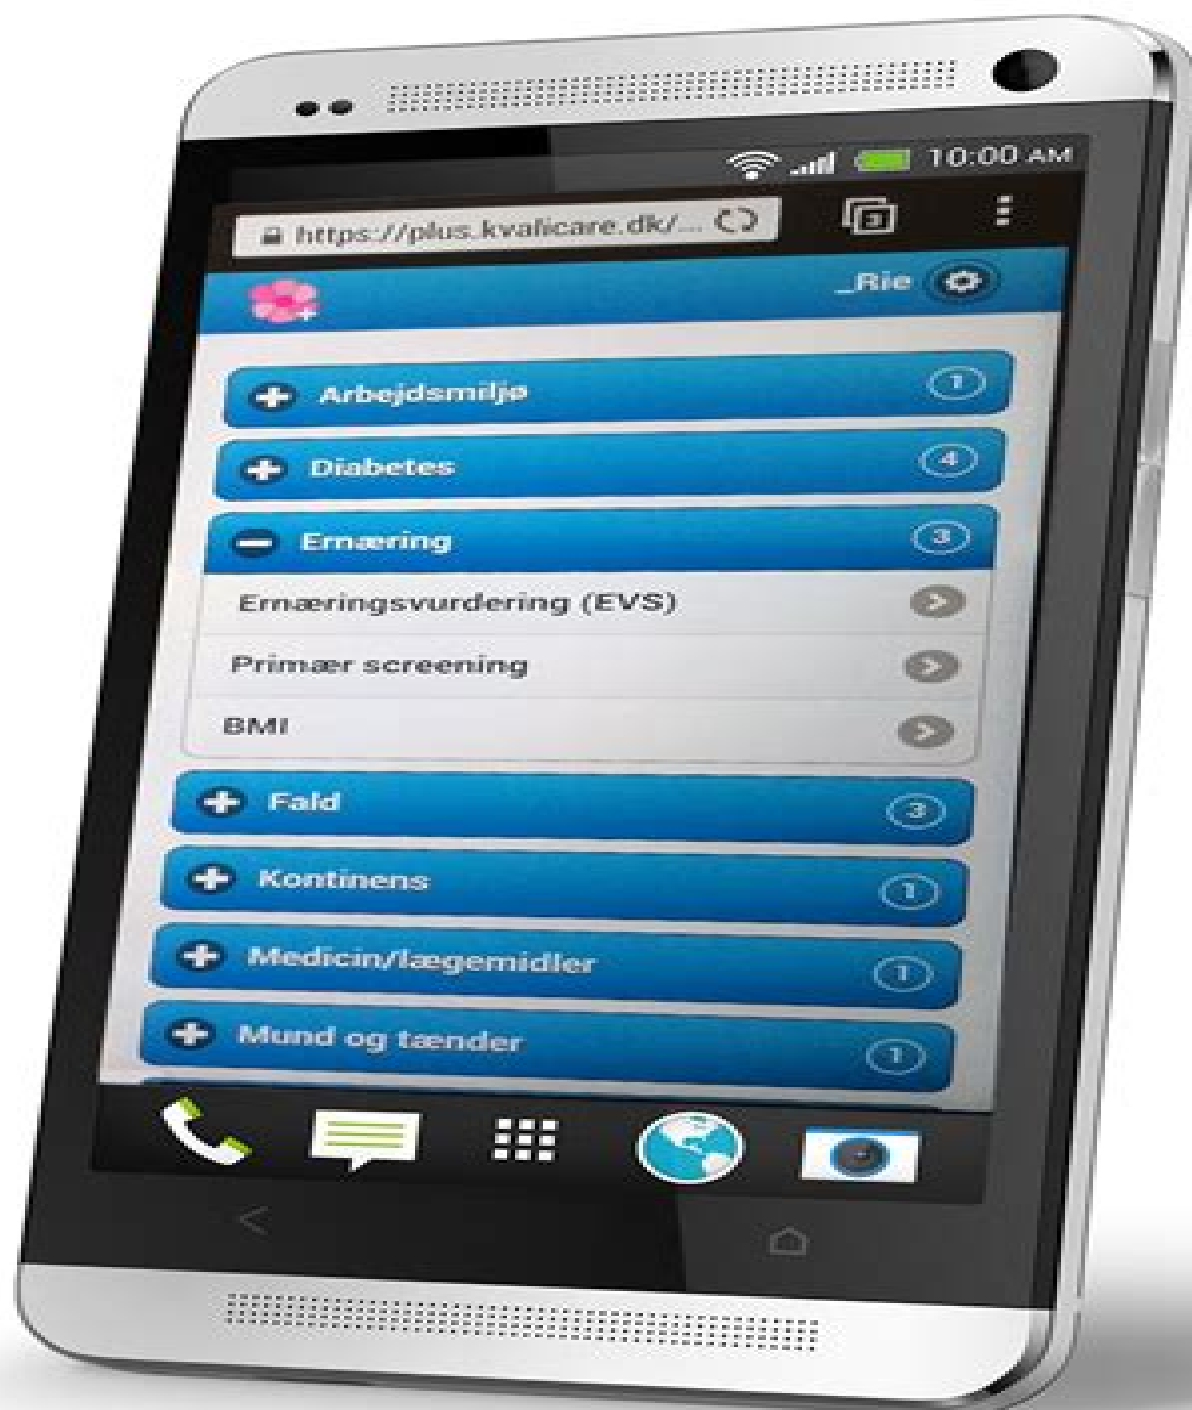 10:00 AM
https://plus.kvalicare.dk/...
3
_Rie
Arbejdsmiljø 1
Diabetes 4
Ernæring 3
Ernæringsvurdering (EVS)
Primær screening
BMI
Fald 3
Kontinens 1
Medicin/lægemidler 1
Mund og tænder 1